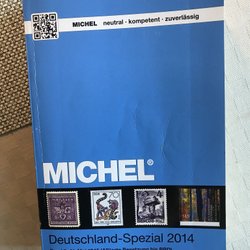 MICHEL neutral · kompetent · zuverlässig
MICHEL®
Deutschland-Spezial 2014